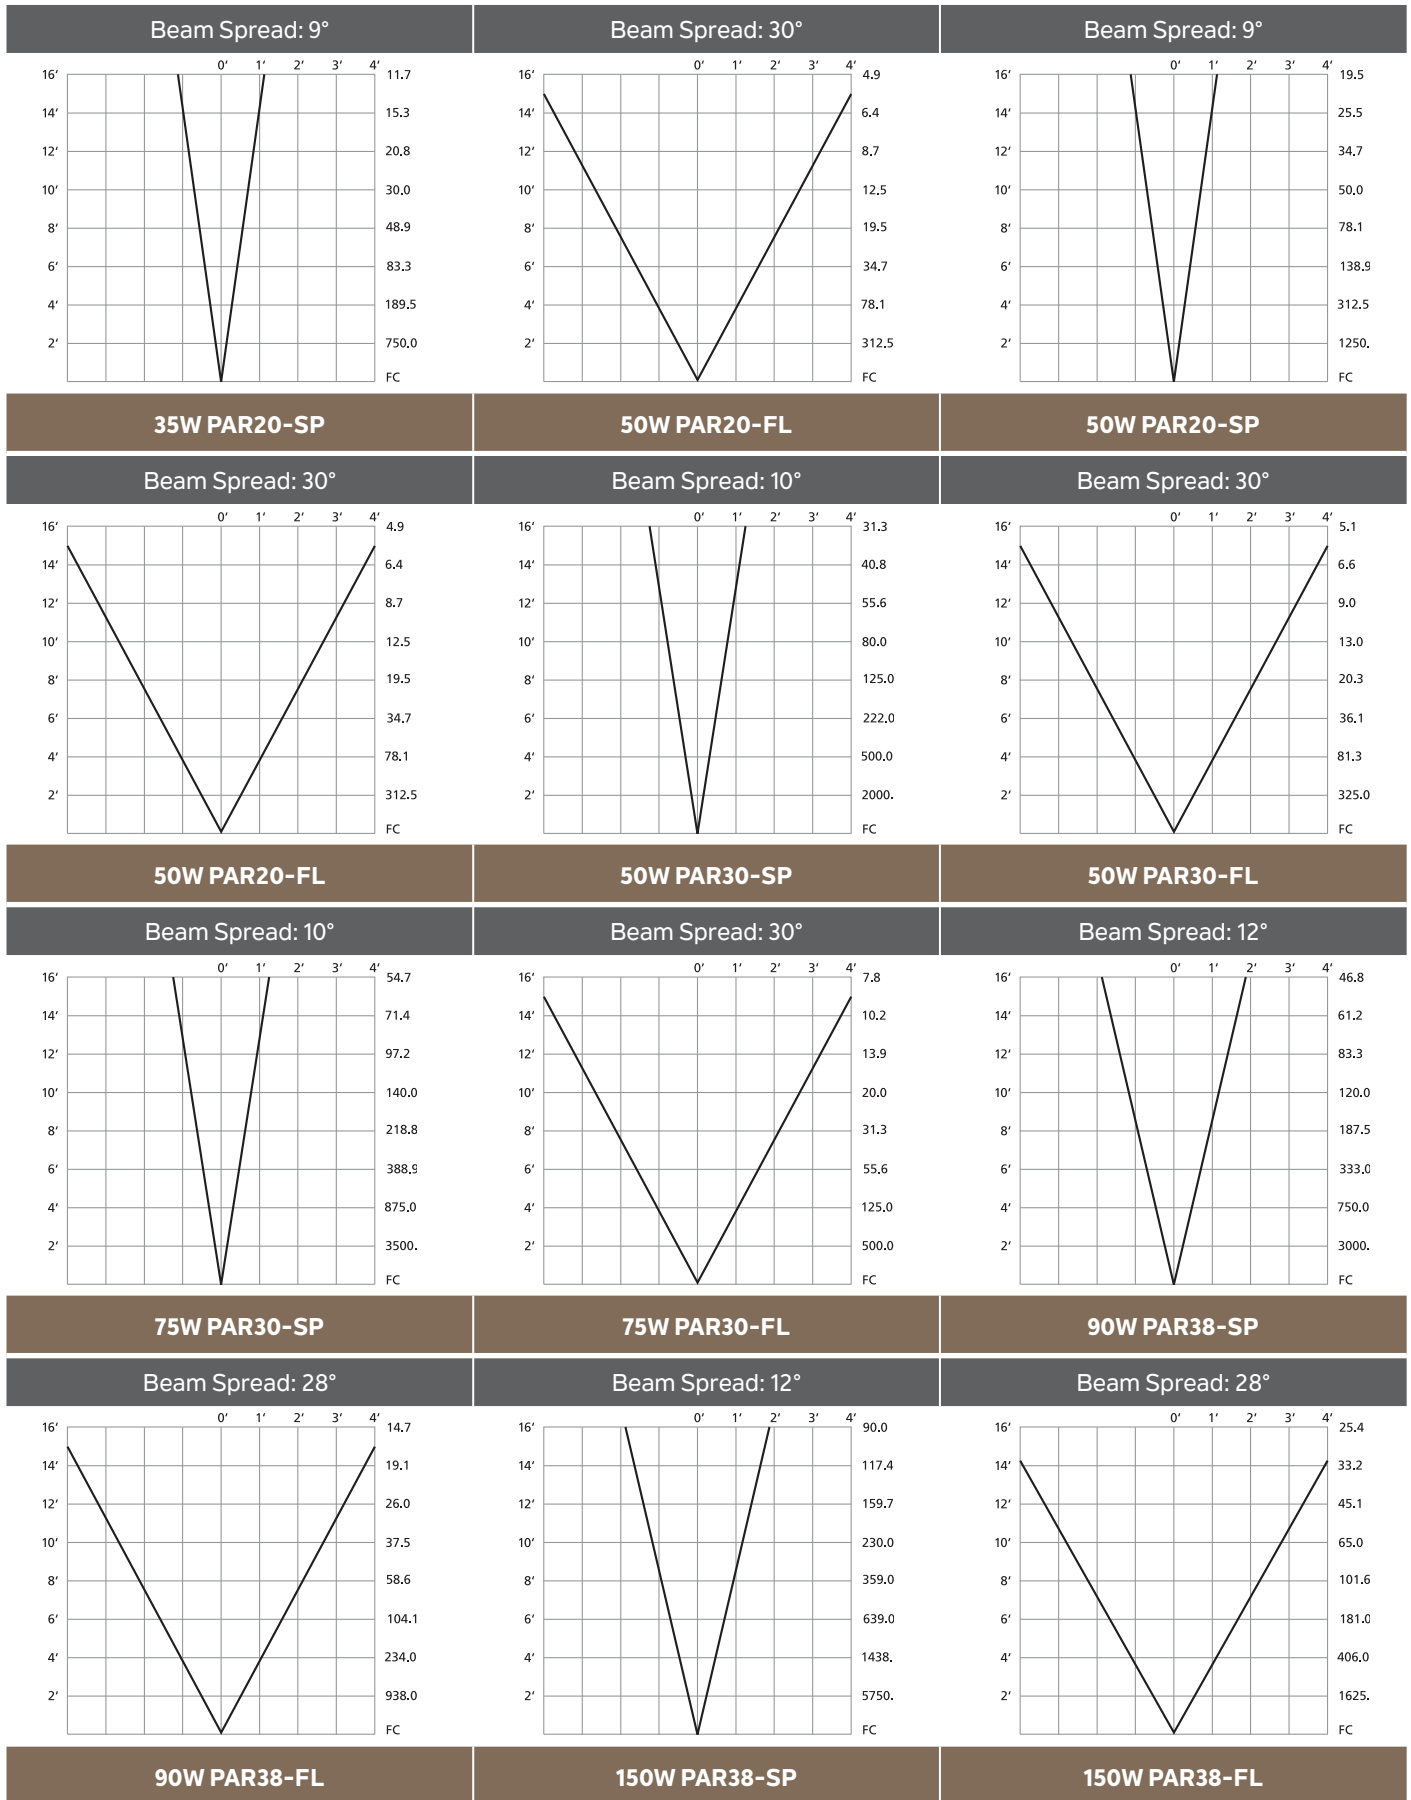 Beam Spread: 9°
0′ 1′ 2′ 3′ 4′
16′ 11.7
14′ 15.3
12′ 20.8
10′ 30.0
8′ 48.9
6′ 83.3
4′ 189.5
2′ 750.0
FC
35W PAR20-SP
Beam Spread: 30°
0′ 1′ 2′ 3′ 4′
16′ 4.9
14′ 6.4
12′ 8.7
10′ 12.5
8′ 19.5
6′ 34.7
4′ 78.1
2′ 312.5
FC
50W PAR20-FL
Beam Spread: 9°
0′ 1′ 2′ 3′ 4′
16′ 19.5
14′ 25.5
12′ 34.7
10′ 50.0
8′ 78.1
6′ 138.9
4′ 312.5
2′ 1250.
FC
50W PAR20-SP
Beam Spread: 30°
0′ 1′ 2′ 3′ 4′
16′ 4.9
14′ 6.4
12′ 8.7
10′ 12.5
8′ 19.5
6′ 34.7
4′ 78.1
2′ 312.5
FC
50W PAR20-FL
Beam Spread: 10°
0′ 1′ 2′ 3′ 4′
16′ 31.3
14′ 40.8
12′ 55.6
10′ 80.0
8′ 125.0
6′ 222.0
4′ 500.0
2′ 2000.
FC
50W PAR30-SP
Beam Spread: 30°
0′ 1′ 2′ 3′ 4′
16′ 5.1
14′ 6.6
12′ 9.0
10′ 13.0
8′ 20.3
6′ 36.1
4′ 81.3
2′ 325.0
FC
50W PAR30-FL
Beam Spread: 10°
0′ 1′ 2′ 3′ 4′
16′ 54.7
14′ 71.4
12′ 97.2
10′ 140.0
8′ 218.8
6′ 388.9
4′ 875.0
2′ 3500.
FC
75W PAR30-SP
Beam Spread: 30°
0′ 1′ 2′ 3′ 4′
16′ 7.8
14′ 10.2
12′ 13.9
10′ 20.0
8′ 31.3
6′ 55.6
4′ 125.0
2′ 500.0
FC
75W PAR30-FL
Beam Spread: 12°
0′ 1′ 2′ 3′ 4′
16′ 46.8
14′ 61.2
12′ 83.3
10′ 120.0
8′ 187.5
6′ 333.0
4′ 750.0
2′ 3000.
FC
90W PAR38-SP
Beam Spread: 28°
0′ 1′ 2′ 3′ 4′
16′ 14.7
14′ 19.1
12′ 26.0
10′ 37.5
8′ 58.6
6′ 104.1
4′ 234.0
2′ 938.0
FC
90W PAR38-FL
Beam Spread: 12°
0′ 1′ 2′ 3′ 4′
16′ 90.0
14′ 117.4
12′ 159.7
10′ 230.0
8′ 359.0
6′ 639.0
4′ 1438.
2′ 5750.
FC
150W PAR38-SP
Beam Spread: 28°
0′ 1′ 2′ 3′ 4′
16′ 25.4
14′ 33.2
12′ 45.1
10′ 65.0
8′ 101.6
6′ 181.0
4′ 406.0
2′ 1625.
FC
150W PAR38-FL